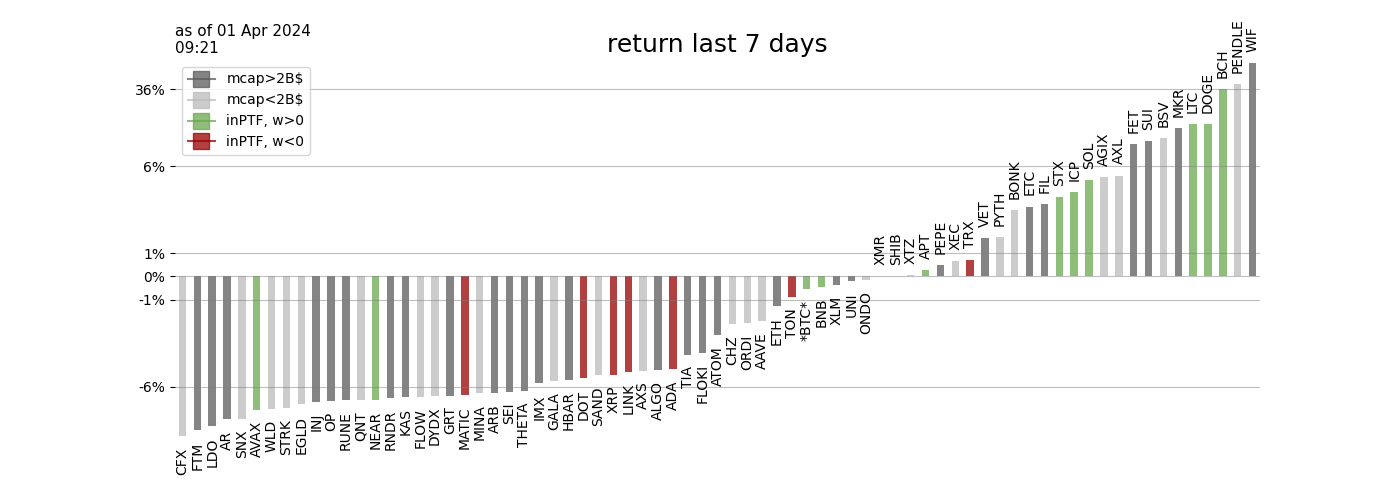 as of 01 Apr 2024
09:21
return last 7 days
mcap>2B$
mcap<2B$
inPTF, w>0
inPTF, w<0
36%
6%
1%
0%
-1%
-6%
CFX
FTM
LDO
AR
SNX
AVAX
WLD
STRK
EGLD
INJ
OP
RUNE
QNT
NEAR
RNDR
KAS
FLOW
DYDX
GRT
MATIC
MINA
ARB
SEI
THETA
IMX
GALA
HBAR
DOT
SAND
XRP
LINK
AXS
ALGO
ADA
TIA
FLOKI
ATOM
CHZ
ORDI
AAVE
ETH
TON
*BTC*
BNB
XLM
UNI
ONDO
XMR
SHIB
XTZ
APT
PEPE
XEC
TRX
VET
PYTH
BONK
ETC
FIL
STX
ICP
SOL
AGIX
AXL
FET
SUI
BSV
MKR
LTC
DOGE
BCH
PENDLE
WIF